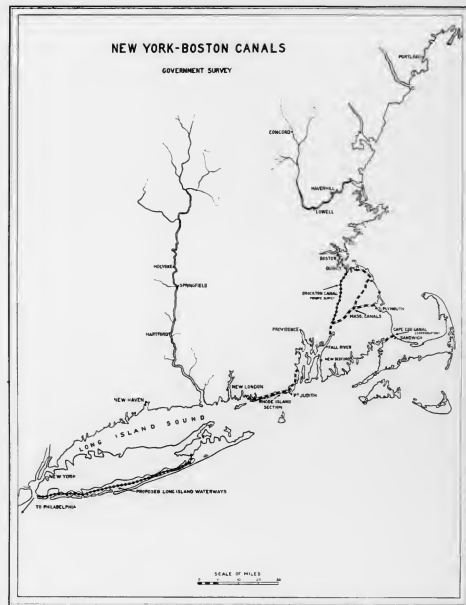 NEW YORK-BOSTON CANALS
GOVERNMENT SURVEY
PORTLAND
CONCORD
HAVERHILL
LOWELL
BOSTON
QUINCY
HOLYOKE
SPRINGFIELD
BROCKTON CANAL
PLYMOUTH
MASS. CANALS
CAPE COD CANAL
SANDWICH
HARTFORD
PROVIDENCE
FALL RIVER
NEW BEDFORD
NEW LONDON
PT JUDITH
RHODE ISLAND
SECTION
NEW HAVEN
LONG ISLAND SOUND
NEW YORK
PROPOSED LONG ISLAND WATERWAYS
TO PHILADELPHIA
SCALE OF MILES